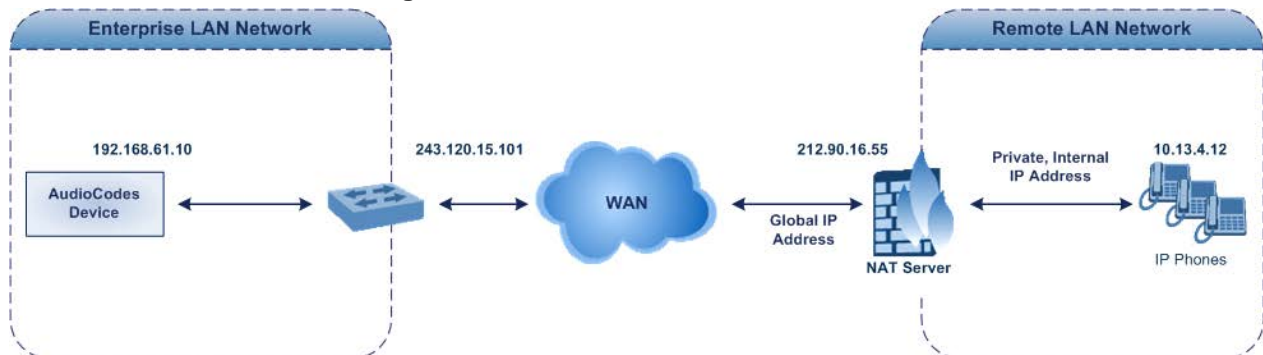 Enterprise LAN Network
Remote LAN Network
192.168.61.10
243.120.15.101
212.90.16.55
Private, Internal
IP Address
10.13.4.12
AudioCodes
Device
WAN
Global IP
Address
NAT Server
IP Phones